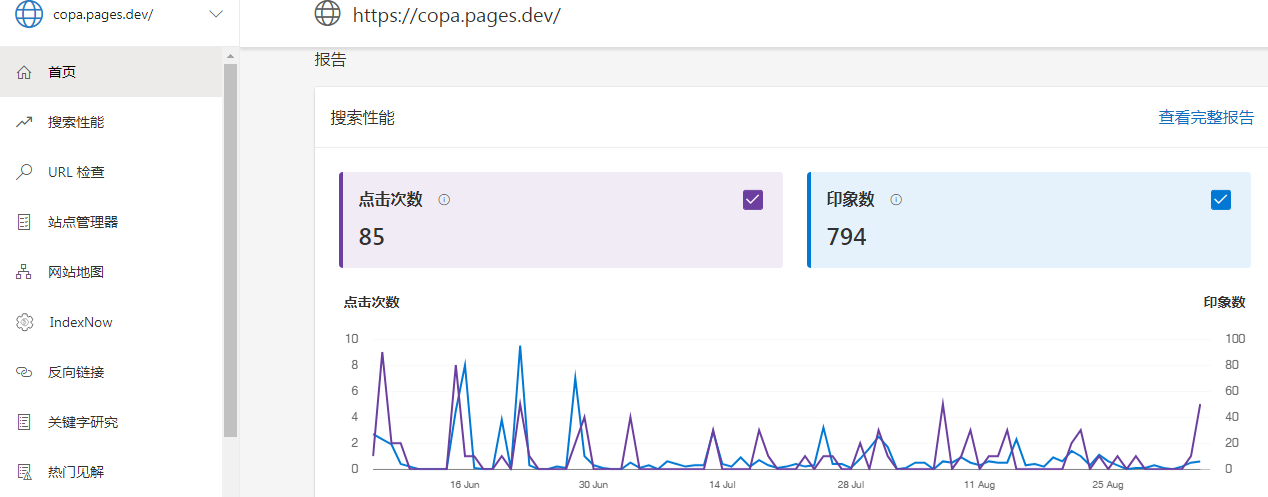 copa.pages.dev/
https://copa.pages.dev/
首页
搜索性能
URL 检查
站点管理器
网站地图
IndexNow
反向链接
关键字研究
热门见解
报告
搜索性能
查看完整报告
点击次数
85
印象数
794
点击次数
印象数
10
8
6
4
2
0
100
80
60
40
20
0
16 Jun
30 Jun
14 Jul
28 Jul
11 Aug
25 Aug